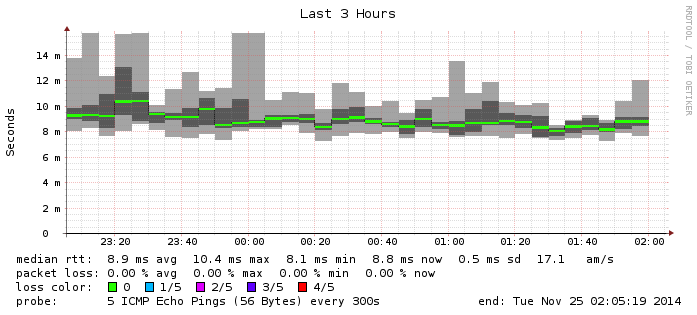 Last 3 Hours
RRDTOOL / TOBI OETIKER
Seconds
14 m
12 m
10 m
8 m
6 m
4 m
2 m
0
23:20 23:40 00:00 00:20 00:40 01:00 01:20 01:40 02:00
median rtt: 8.9 ms avg 10.4 ms max 8.1 ms min 8.8 ms now 0.5 ms sd 17.1 am/s
packet loss: 0.00 % avg 0.00 % max 0.00 % min 0.00 % now
loss color: 0 1/5 2/5 3/5 4/5
probe: 5 ICMP Echo Pings (56 Bytes) every 300s end: Tue Nov 25 02:05:19 2014